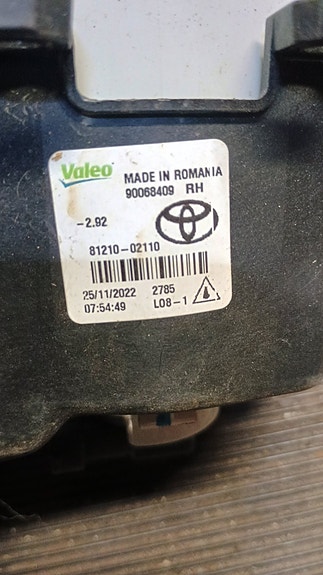 Valeo MADE IN ROMANIA
90068409 RH
-2.92
81210-02110
25/11/2022 2785
07:54:49 L08-1